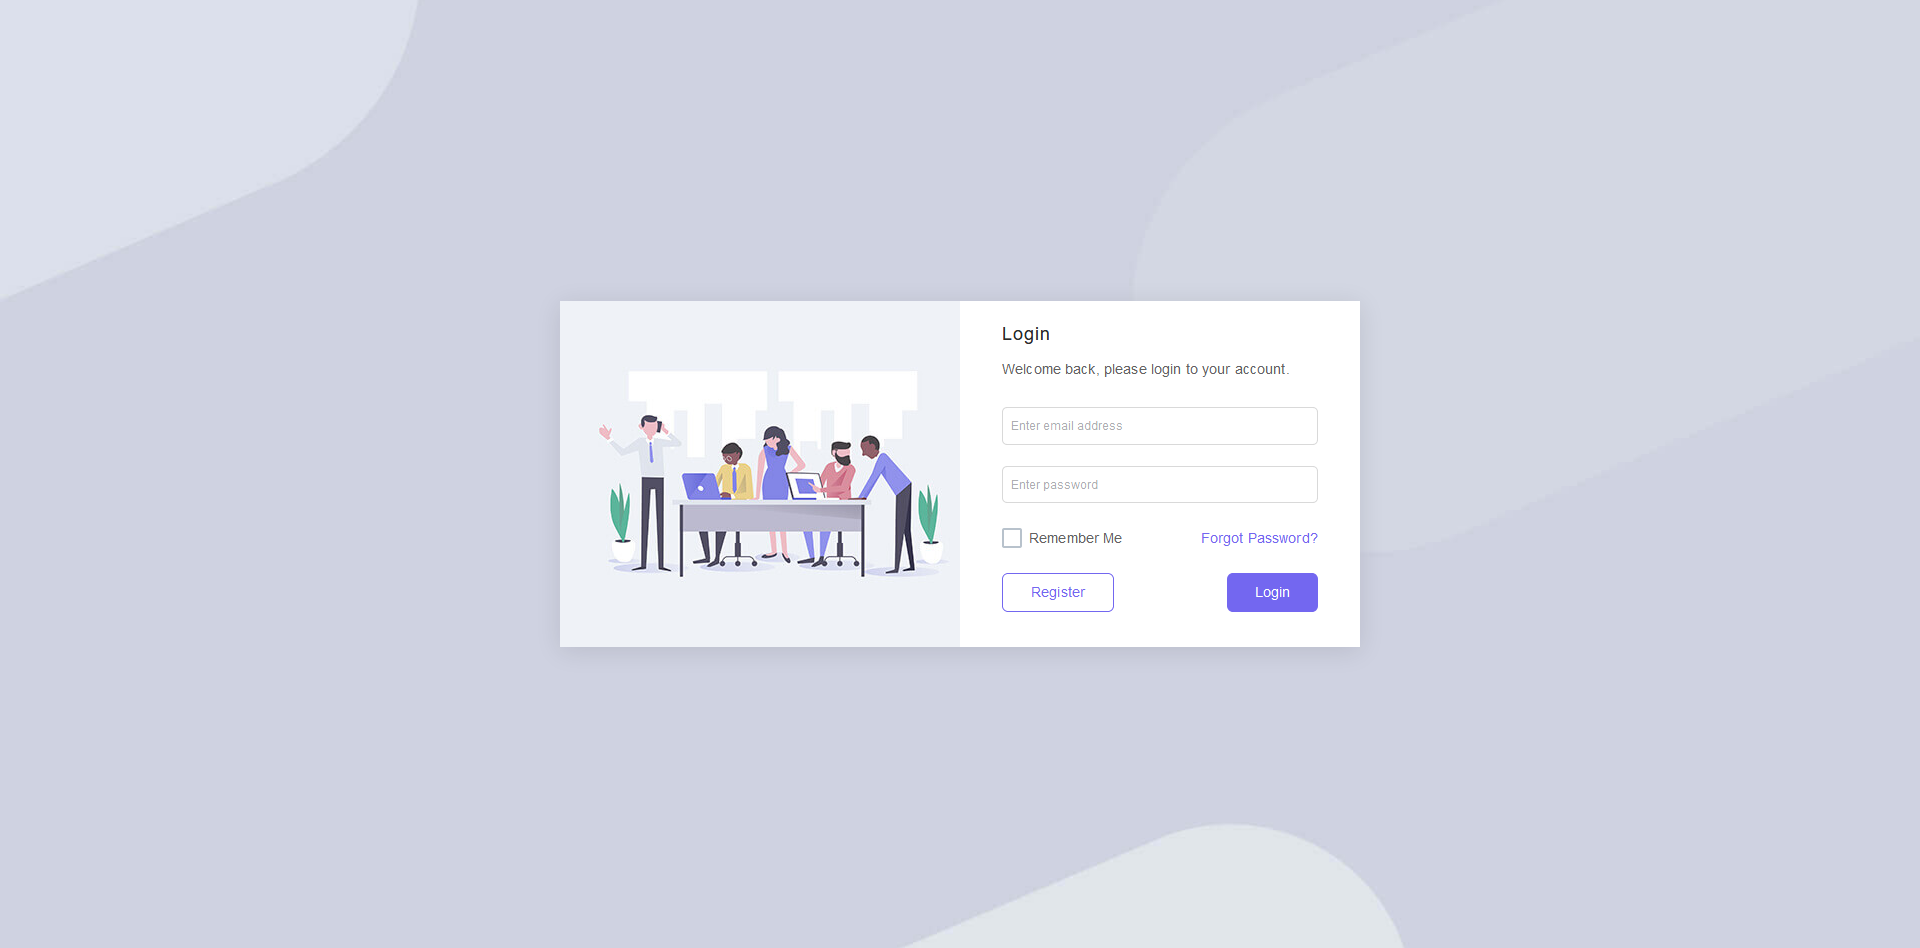 Login
Welcome back, please login to your account.
Enter email address
Enter password
Remember Me Forgot Password?
Register Login